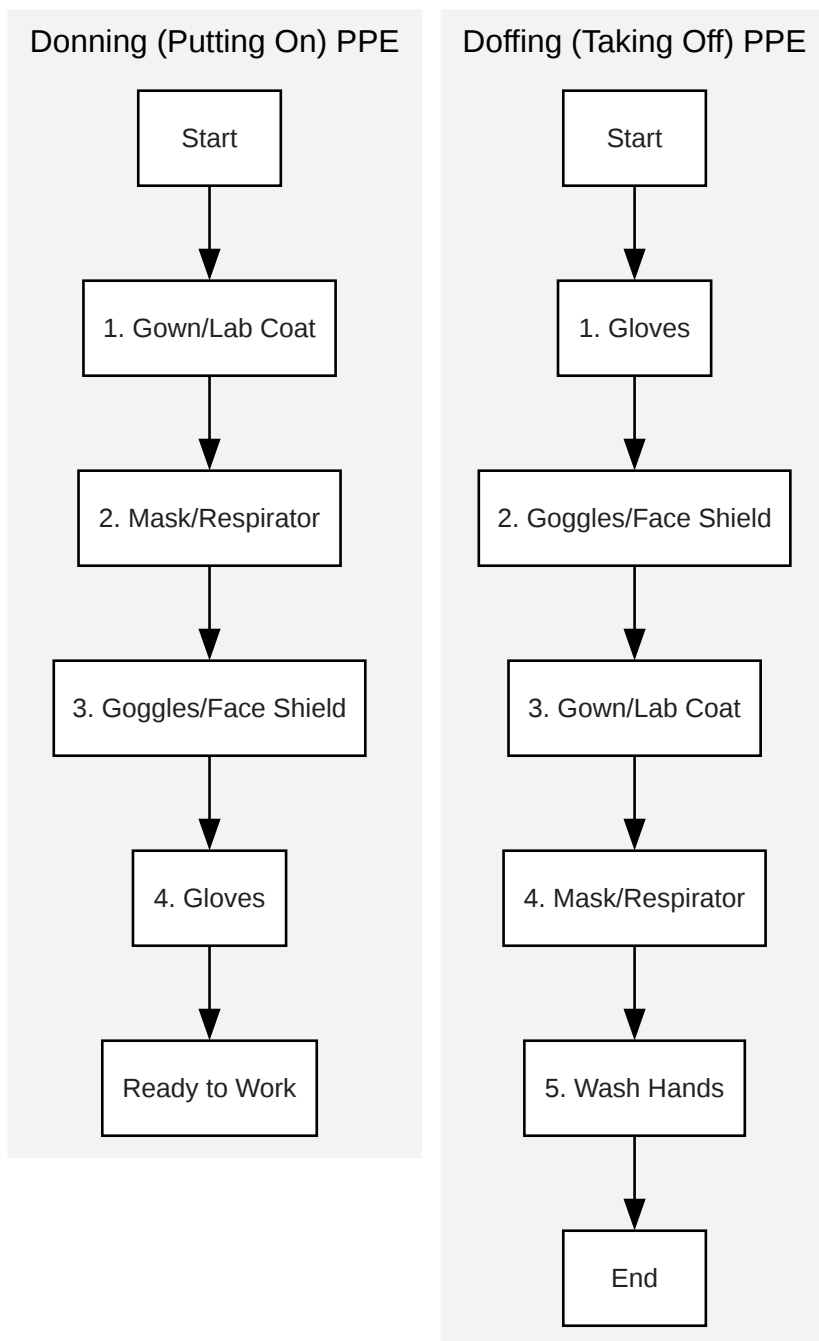 Donning (Putting On) PPE
Start
1. Gown/Lab Coat
2. Mask/Respirator
3. Goggles/Face Shield
4. Gloves
Ready to Work
Doffing (Taking Off) PPE
Start
1. Gloves
2. Goggles/Face Shield
3. Gown/Lab Coat
4. Mask/Respirator
5. Wash Hands
End